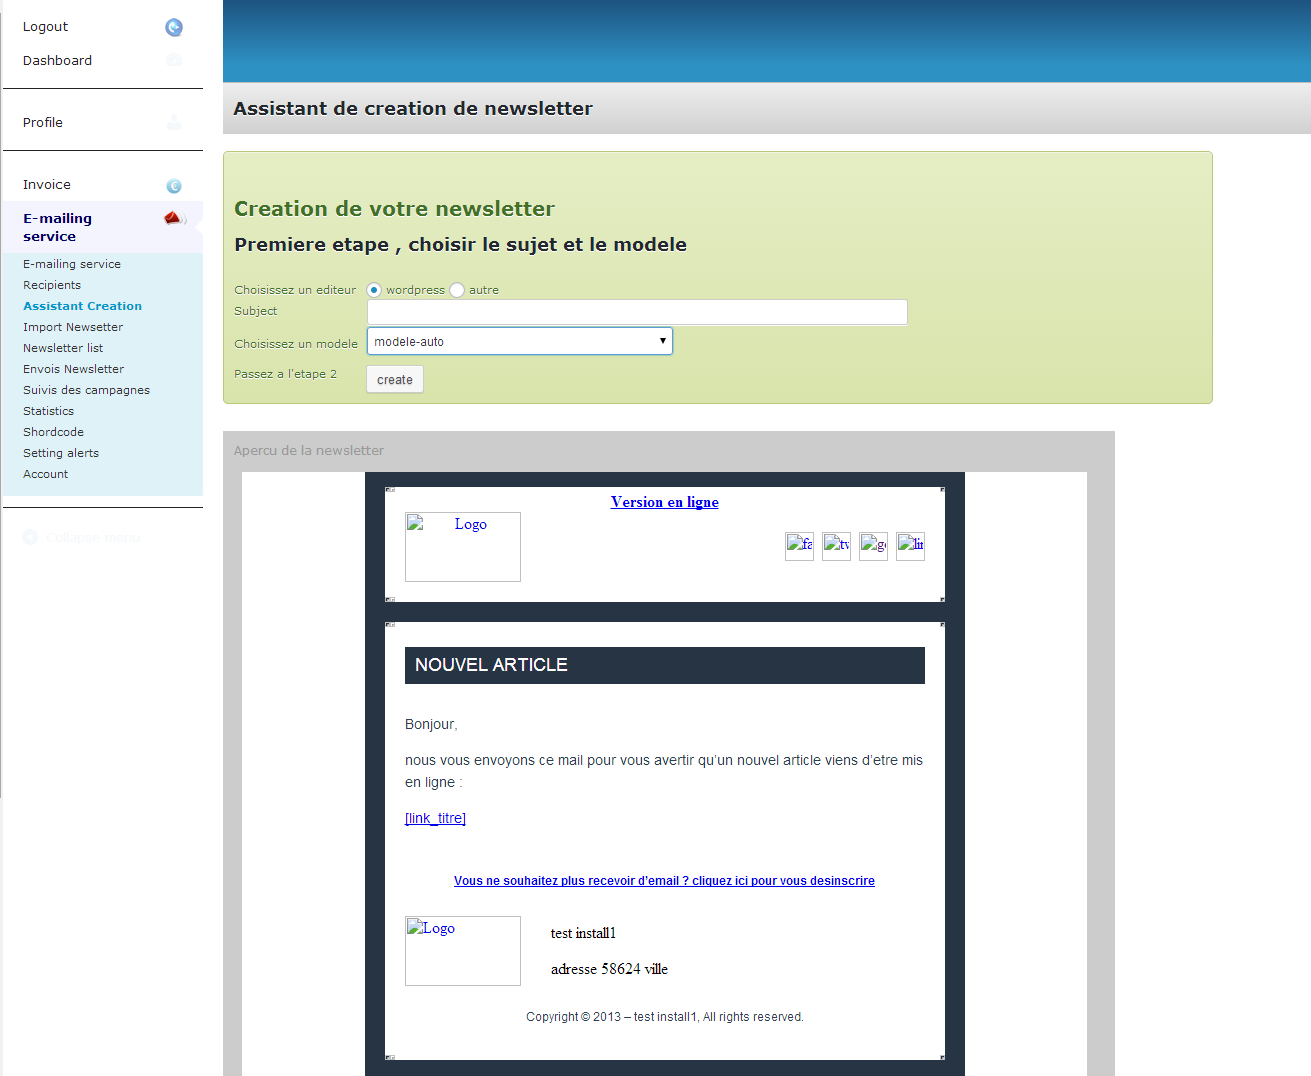 Logout
Dashboard
Profile
Invoice
E-mailing
service
E-mailing service
Recipients
Assistant Creation
Import Newsetter
Newsletter list
Envois Newsletter
Suivis des campagnes
Statistics
Shordcode
Setting alerts
Account
Collapse menu
Assistant de creation de newsletter
Creation de votre newsletter
Premiere etape , choisir le sujet et le modele
Choisissez un editeur wordpress autre
Subject
Choisissez un modele modele-auto
Passez a l'etape 2 create
Apercu de la newsletter
Version en ligne
Logo fa tv go lin
NOUVEL ARTICLE
Bonjour,
nous vous envoyons ce mail pour vous avertir qu'un nouvel article viens d'etre mis
en ligne :
[link_titre]
Vous ne souhaitez plus recevoir d'email ? cliquez ici pour vous desinscrire
Logo
test install1
adresse 58624 ville
Copyright © 2013 – test install1, All rights reserved.